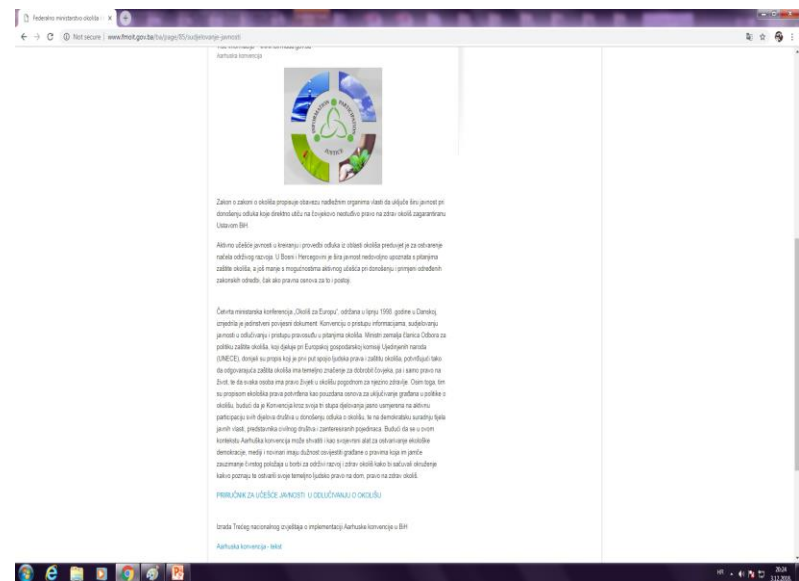 Federalno ministarstvo okoliša
Not secure | www.fmoit.gov.ba/ba/page/85/sudjelovanje-javnosti
Aarhuska konvencija
INFORMATION PARTICIPATION
JUSTICE
Zakon o zakoni o okolišu propisuje obavezu nadležnim organima vlasti da uključe širu javnost pri
donošenju odluka koje direktno utiču na čovjekovo neotuđivo pravo na zdrav okoliš zagarantiranu
Ustavom BiH.
Aktivno učešće javnosti u kreiranju i provedbi odluka iz oblasti okoliša preduvjet je za ostvarenje
načela održivog razvoja. U Bosni i Hercegovini je šira javnost nedovoljno upoznata s pitanjima
zaštite okoliša, a još manje s mogućnostima aktivnog učešća pri donošenju i primjeni određenih
zakonskih odredbi, čak ako pravna osnova za to i postoji.
Četvrta ministarska konferencija „Okoliš za Europu", održana u lipnju 1998. godine u Danskoj,
iznjedrila je jedinstveni povijesni dokument: Konvenciju o pristupu informacijama, sudjelovanju
javnosti u odlučivanju i pristupu pravosuđu u pitanjima okoliša. Ministri zemalja članica Odbora za
politiku zaštite okoliša, koji djeluje pri Europskoj gospodarskoj komisiji Ujedinjenih naroda
(UNECE), donijeli su propis koji je prvi put spojio ljudska prava i zaštitu okoliša, potvrđujući tako
da odgovarajuća zaštita okoliša ima temeljno značenje za dobrobit čovjeka, pa i samo pravo na
život, te da svaka osoba ima pravo živjeti u okolišu pogodnom za njezino zdravlje. Osim toga, tim
su propisom ekološka prava potvrđena kao pouzdana osnova za uključivanje građana u politike o
okolišu, budući da je Konvencija kroz svoja tri stupa djelovanja jasno usmjerena na aktivnu
participaciju svih dijelova društva u donošenju odluka o okolišu, te na demokratsku suradnju tijela
javnih vlasti, predstavnika civilnog društva i zainteresiranih pojedinaca. Budući da se u ovom
kontekstu Aarhuška konvencija može shvatiti i kao svojevrsni alat za ostvarivanje ekološke
demokracije, mediji i novinari imaju dužnost osvijestiti građane o pravima koja im jamče
zauzimanje čvrstog položaja u borbi za održivi razvoj i zdrav okoliš kako bi sačuvali okruženje
kakvo poznaju te ostvarili svoje temeljno ljudsko pravo na dom, pravo na zdrav okoliš.
PRIRUČNIK ZA UČEŠĆE JAVNOSTI U ODLUČIVANJU O OKOLIŠU
Izrada Trećeg nacionalnog izvještaja o implementaciji Aarhuske konvencije u BiH
Aarhuska konvencija - tekst
HR
20:24